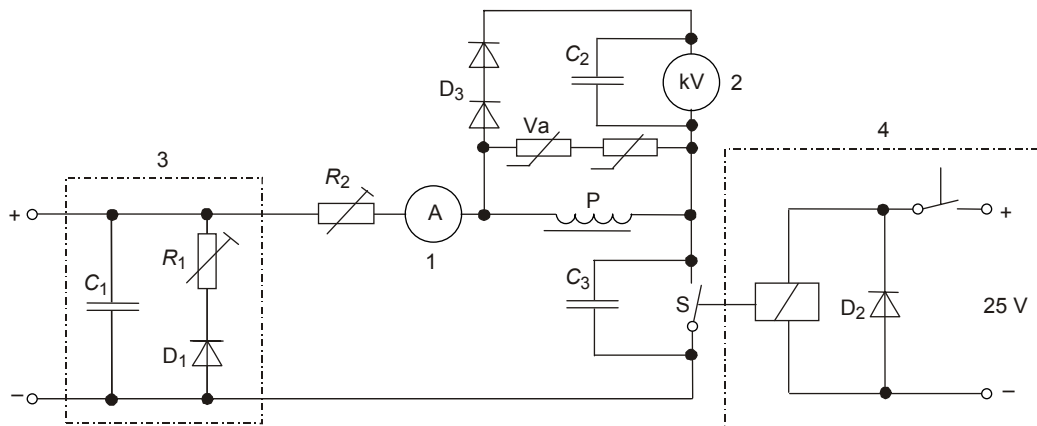 C2
kV
2
D3
Va
4
3
+
R2
A
P
+
R1
1
C1
C3
S
D2
25 V
D1
–
–